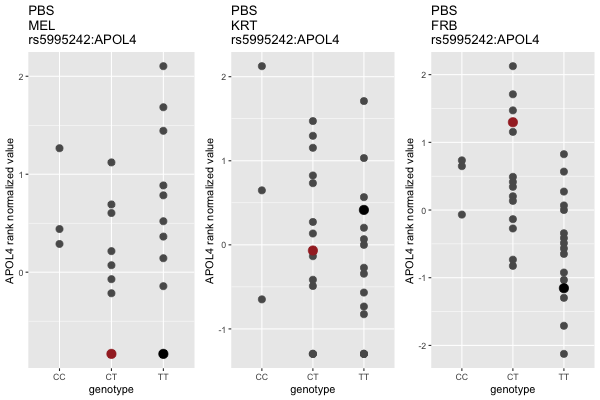 PBS
MEL
rs5995242:APOL4
APOL4 rank normalized value
2
1
0
CC
CT
TT
genotype
PBS
KRT
rs5995242:APOL4
APOL4 rank normalized value
2
1
0
-1
CC
CT
TT
genotype
PBS
FRB
rs5995242:APOL4
APOL4 rank normalized value
2
1
0
-1
-2
CC
CT
TT
genotype